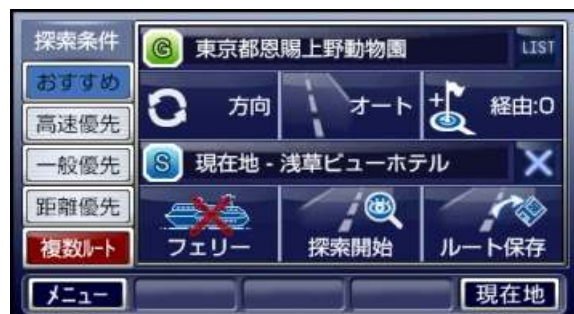 探索条件
おすすめ
高速優先
一般優先
距離優先
複数ルート
G 東京都恩賜上野動物園 LIST
方向 オート 経由:0
S 現在地 - 浅草ビューホテル
フェリー 探索開始 ルート保存
メニュー 現在地